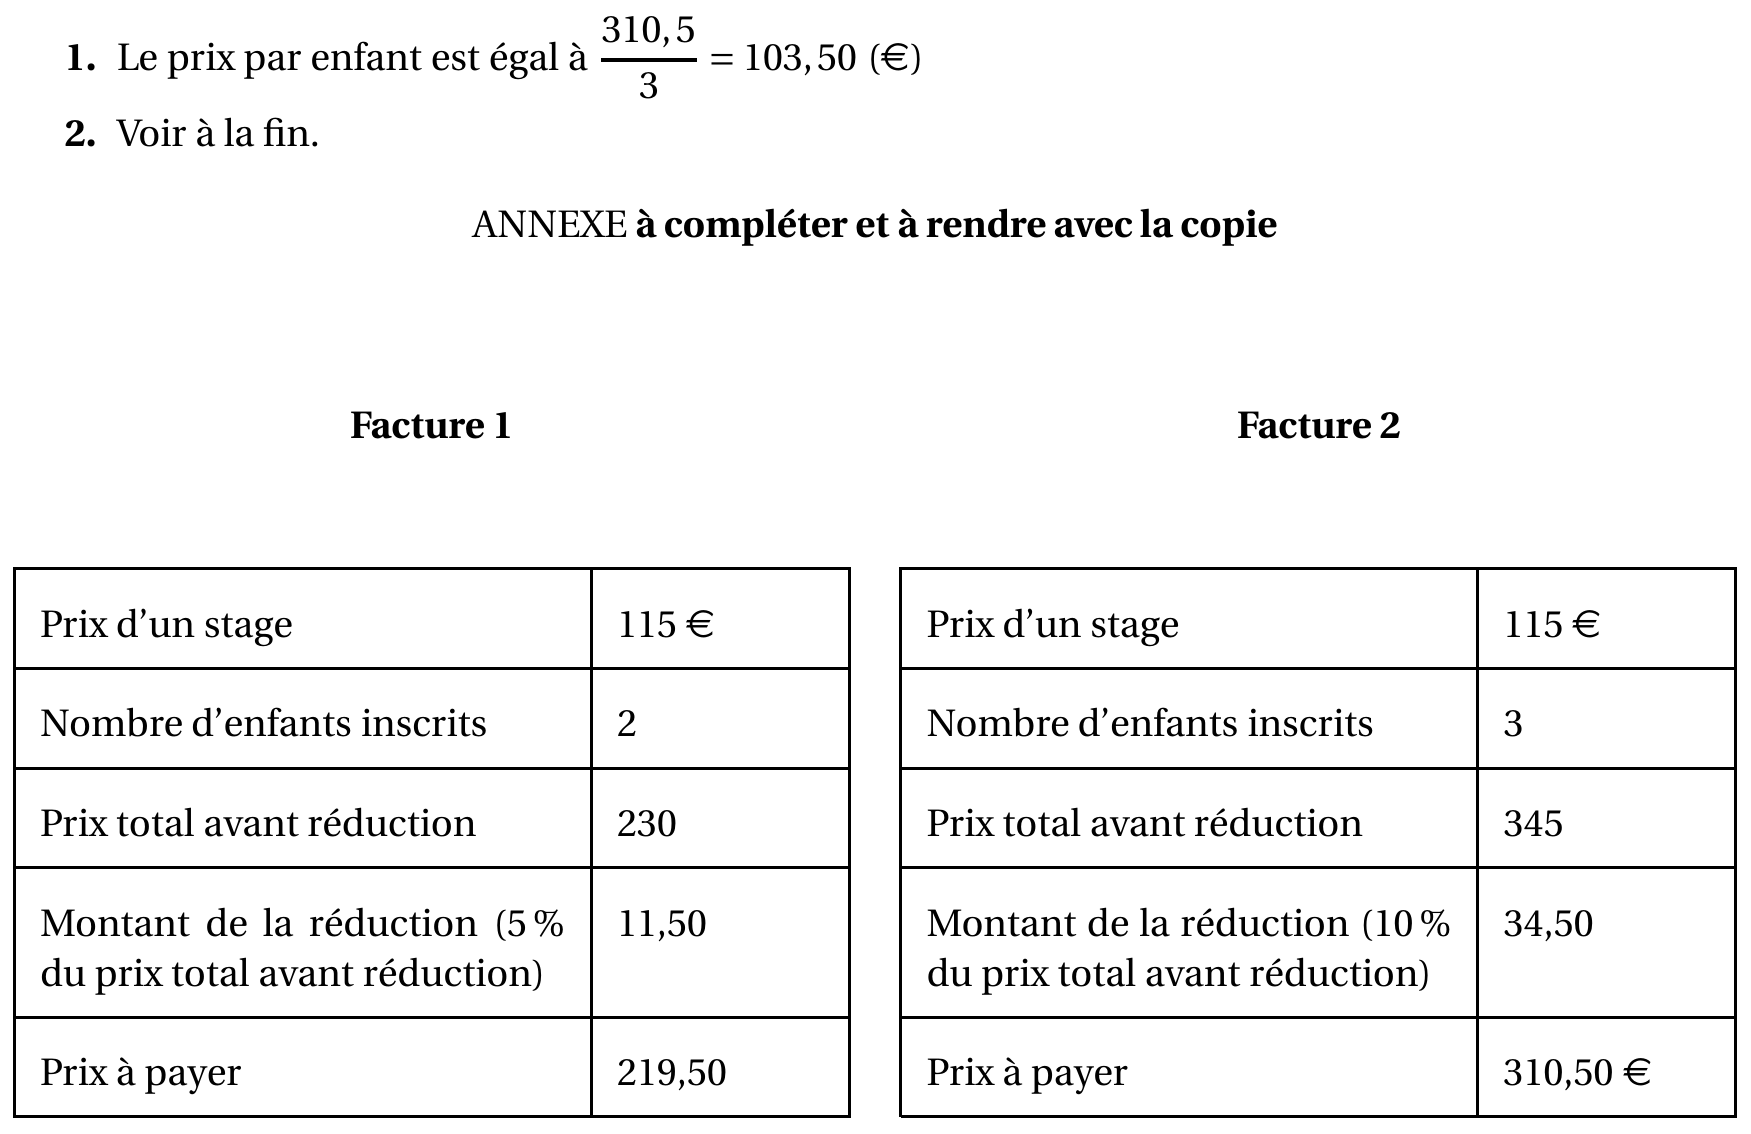 1. Le prix par enfant est égal à 310,5/3 = 103,50 (€)
2. Voir à la fin.
ANNEXE à compléter et à rendre avec la copie
Facture 1
Prix d'un stage 115 €
Nombre d'enfants inscrits 2
Prix total avant réduction 230
Montant de la réduction (5 % 11,50
du prix total avant réduction)
Prix à payer 219,50
Facture 2
Prix d'un stage 115 €
Nombre d'enfants inscrits 3
Prix total avant réduction 345
Montant de la réduction (10 % 34,50
du prix total avant réduction)
Prix à payer 310,50 €